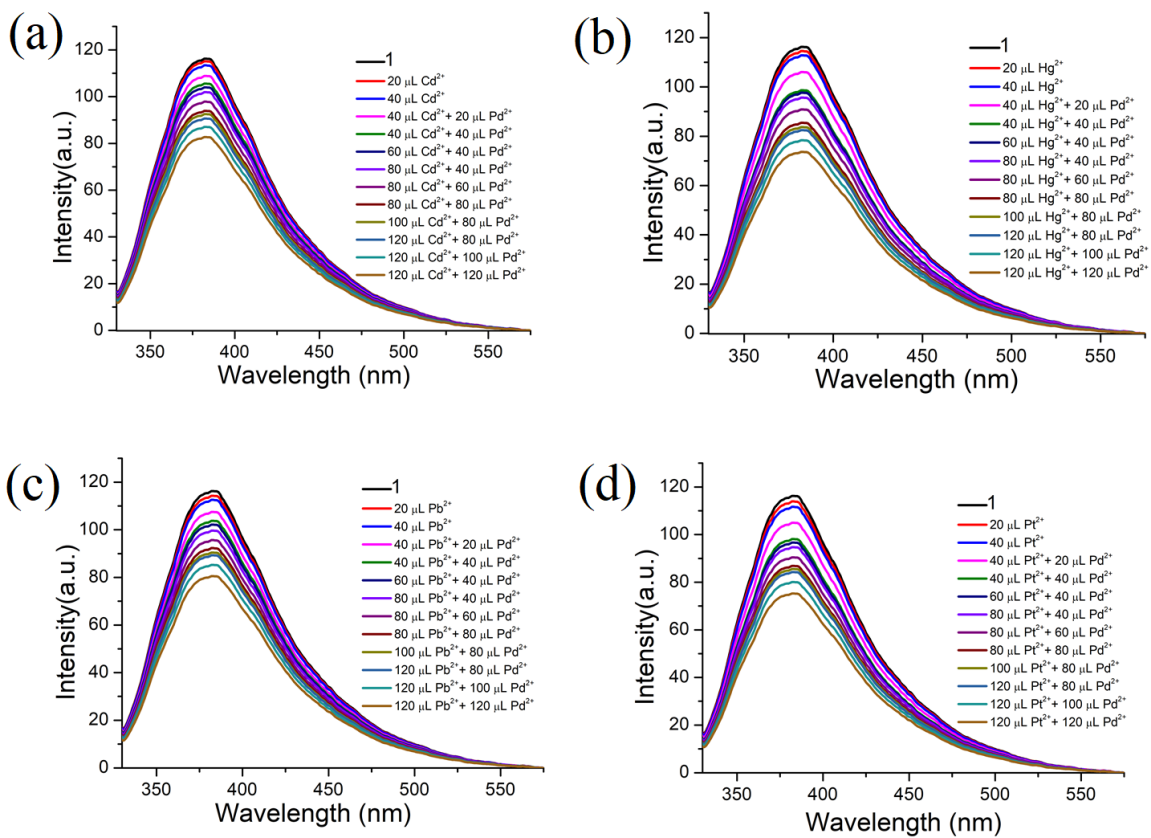 (a)
Intensity(a.u.)
120
100
80
60
40
20
0
350
400
450
500
550
Wavelength (nm)
1
20 μL Cd²⁺
40 μL Cd²⁺
40 μL Cd²⁺ + 20 μL Pd²⁺
40 μL Cd²⁺ + 40 μL Pd²⁺
60 μL Cd²⁺ + 40 μL Pd²⁺
80 μL Cd²⁺ + 40 μL Pd²⁺
80 μL Cd²⁺ + 60 μL Pd²⁺
80 μL Cd²⁺ + 80 μL Pd²⁺
100 μL Cd²⁺ + 80 μL Pd²⁺
120 μL Cd²⁺ + 80 μL Pd²⁺
120 μL Cd²⁺ + 100 μL Pd²⁺
120 μL Cd²⁺ + 120 μL Pd²⁺
(b)
Intensity(a.u.)
120
100
80
60
40
20
0
350
400
450
500
550
Wavelength (nm)
1
20 μL Hg²⁺
40 μL Hg²⁺
40 μL Hg²⁺ + 20 μL Pd²⁺
40 μL Hg²⁺ + 40 μL Pd²⁺
60 μL Hg²⁺ + 40 μL Pd²⁺
80 μL Hg²⁺ + 40 μL Pd²⁺
80 μL Hg²⁺ + 60 μL Pd²⁺
80 μL Hg²⁺ + 80 μL Pd²⁺
100 μL Hg²⁺ + 80 μL Pd²⁺
120 μL Hg²⁺ + 80 μL Pd²⁺
120 μL Hg²⁺ + 100 μL Pd²⁺
120 μL Hg²⁺ + 120 μL Pd²⁺
(c)
Intensity(a.u.)
120
100
80
60
40
20
0
350
400
450
500
550
Wavelength (nm)
1
20 μL Pb²⁺
40 μL Pb²⁺
40 μL Pb²⁺ + 20 μL Pd²⁺
40 μL Pb²⁺ + 40 μL Pd²⁺
60 μL Pb²⁺ + 40 μL Pd²⁺
80 μL Pb²⁺ + 40 μL Pd²⁺
80 μL Pb²⁺ + 60 μL Pd²⁺
80 μL Pb²⁺ + 80 μL Pd²⁺
100 μL Pb²⁺ + 80 μL Pd²⁺
120 μL Pb²⁺ + 80 μL Pd²⁺
120 μL Pb²⁺ + 100 μL Pd²⁺
120 μL Pb²⁺ + 120 μL Pd²⁺
(d)
Intensity(a.u.)
120
100
80
60
40
20
0
350
400
450
500
550
Wavelength (nm)
1
20 μL Pt²⁺
40 μL Pt²⁺
40 μL Pt²⁺ + 20 μL Pd²⁺
40 μL Pt²⁺ + 40 μL Pd²⁺
60 μL Pt²⁺ + 40 μL Pd²⁺
80 μL Pt²⁺ + 40 μL Pd²⁺
80 μL Pt²⁺ + 60 μL Pd²⁺
80 μL Pt²⁺ + 80 μL Pd²⁺
100 μL Pt²⁺ + 80 μL Pd²⁺
120 μL Pt²⁺ + 80 μL Pd²⁺
120 μL Pt²⁺ + 100 μL Pd²⁺
120 μL Pt²⁺ + 120 μL Pd²⁺